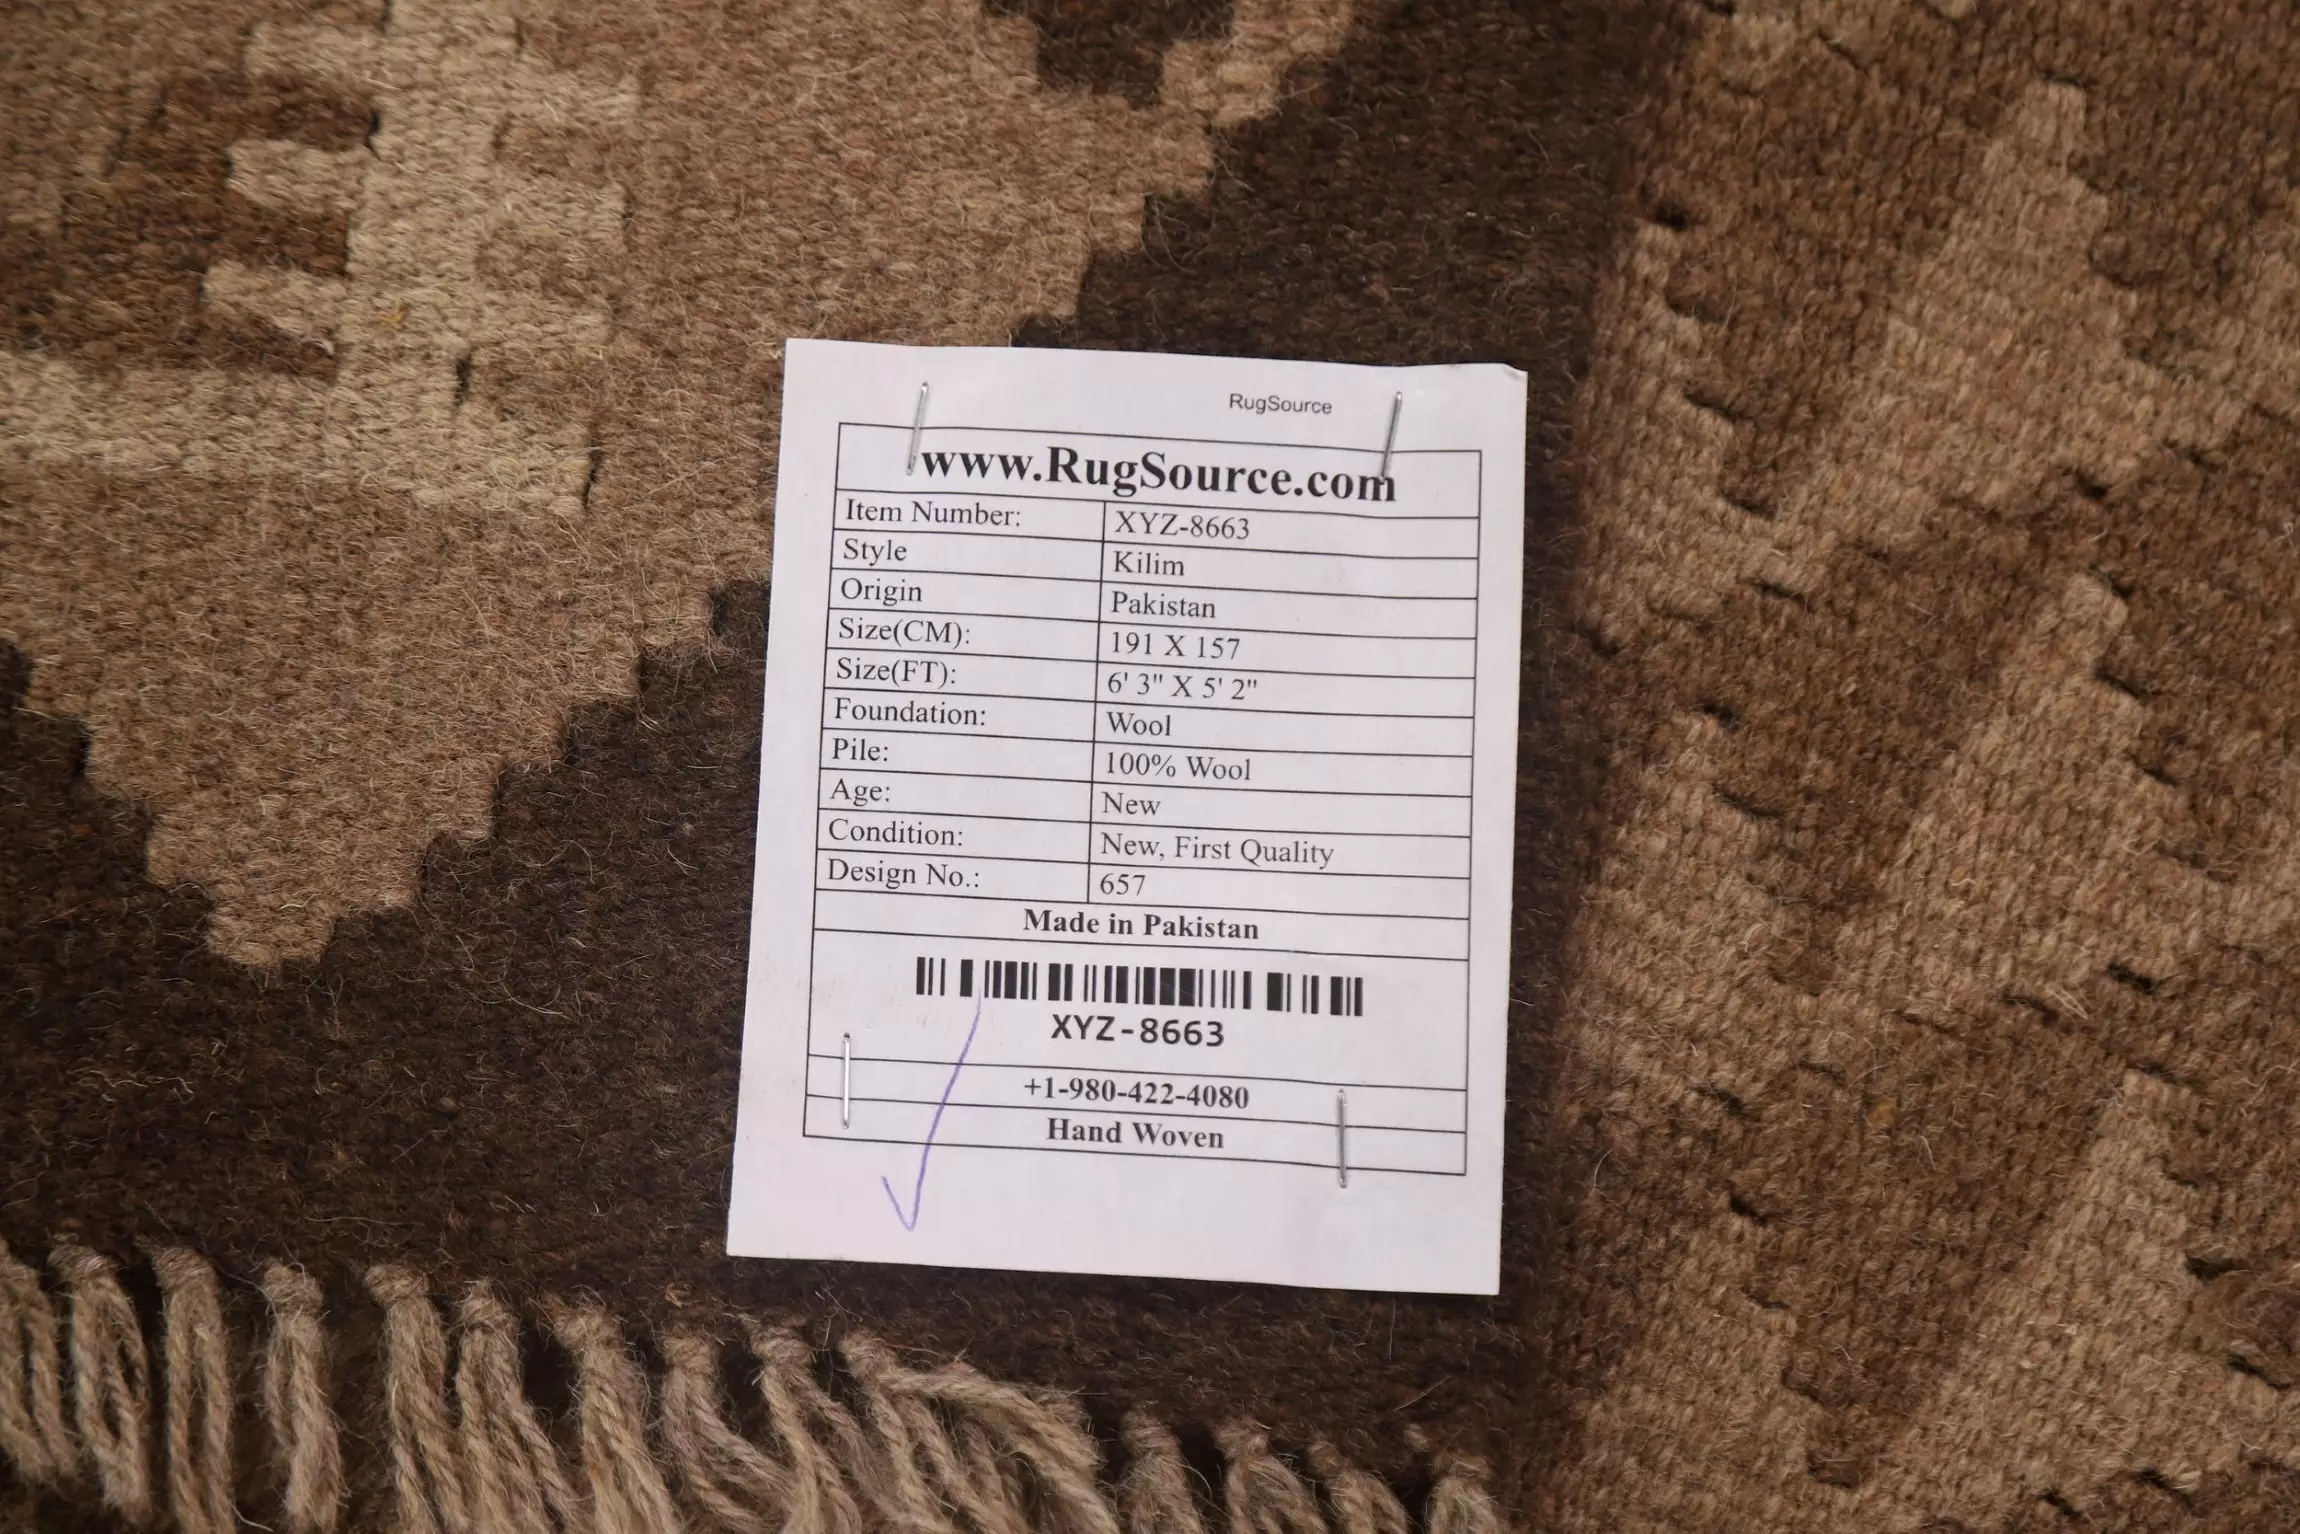 RugSource
www.RugSource.com
Item Number: XYZ-8663
Style Kilim
Origin Pakistan
Size(CM): 191 X 157
Size(FT): 6' 3" X 5' 2"
Foundation: Wool
Pile: 100% Wool
Age: New
Condition: New, First Quality
Design No.: 657
Made in Pakistan
XYZ-8663
+1-980-422-4080
Hand Woven